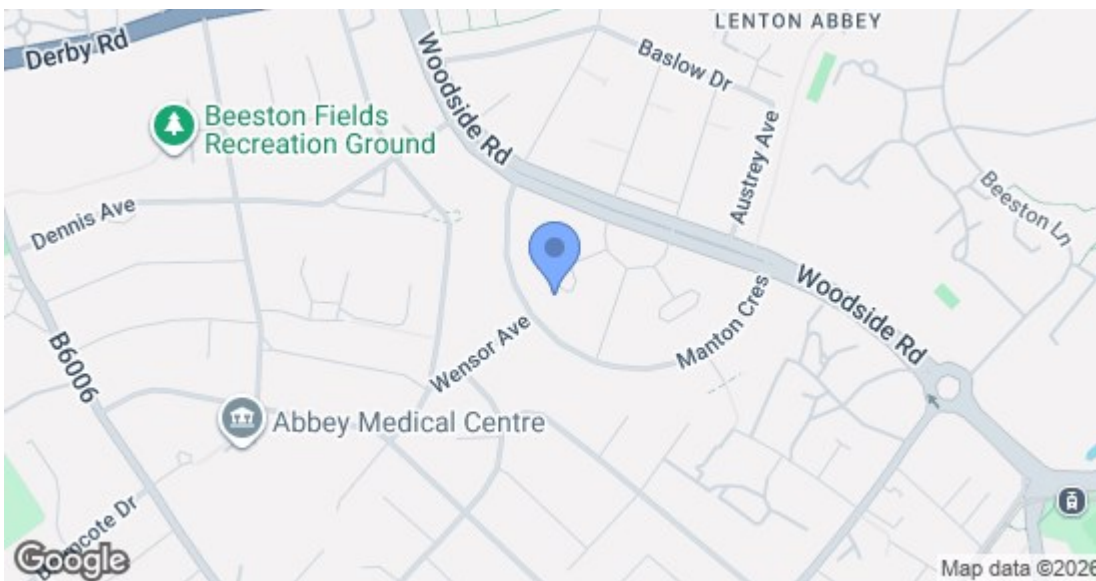 LENTON ABBEY
Derby Rd
Woodside Rd
Baslow Dr
Beeston Fields
Recreation Ground
Austrey Ave
Beeston Ln
Dennis Ave
Woodside Rd
B6006
Wensor Ave
Manton Cres
Abbey Medical Centre
Google
Map data ©2026